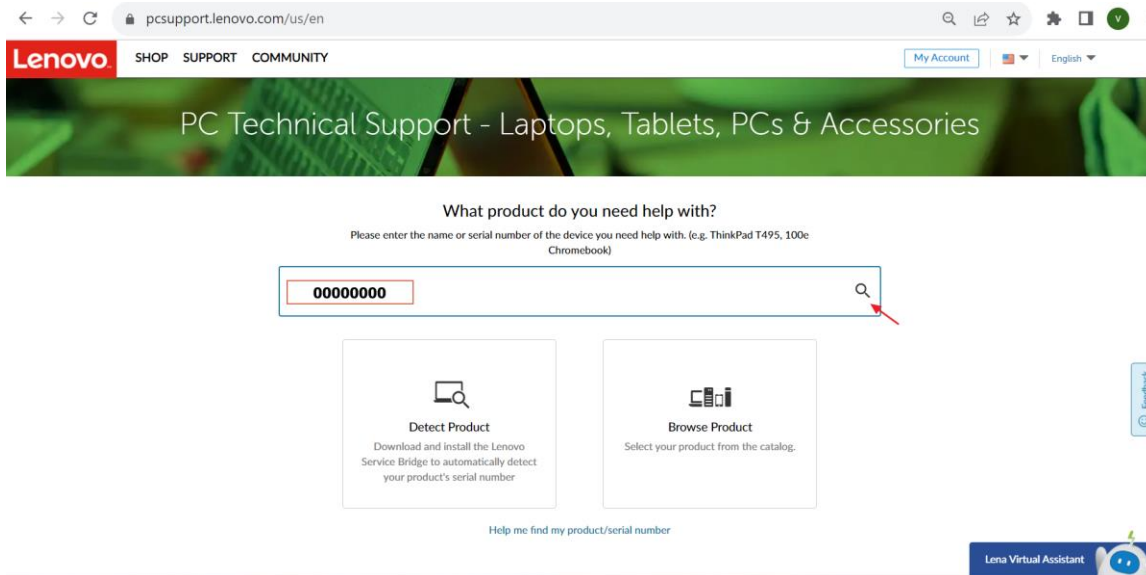 pcsupport.lenovo.com/us/en
V
Lenovo. SHOP SUPPORT COMMUNITY My Account English
PC Technical Support - Laptops, Tablets, PCs & Accessories
What product do you need help with?
Please enter the name or serial number of the device you need help with. (e.g. ThinkPad T495, 100e
Chromebook)
00000000
Detect Product
Download and install the Lenovo
Service Bridge to automatically detect
your product's serial number
Browse Product
Select your product from the catalog.
Feedback
Help me find my product/serial number
Lena Virtual Assistant